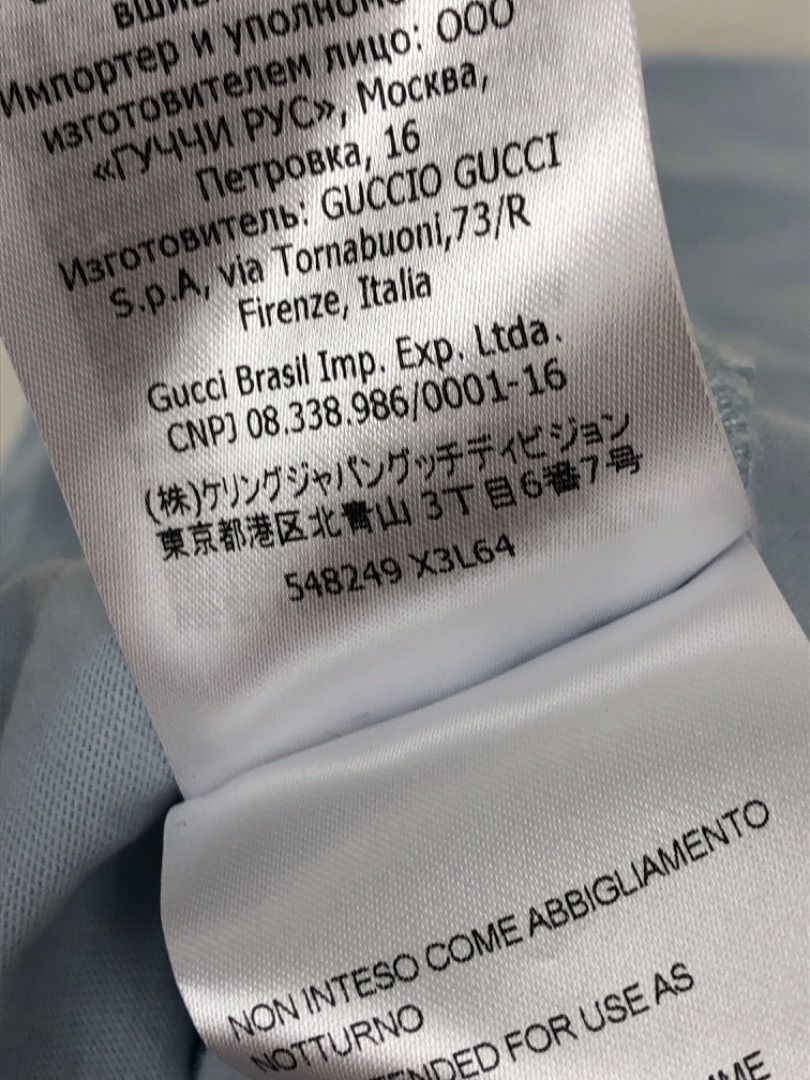 Импортер и уполном
изготовителем лицо: ООО
«ГУЧЧИ РУС», Москва,
Петровка, 16
Изготовитель: GUCCIO GUCCI
S.p.A, via Tornabuoni,73/R
Firenze, Italia
Gucci Brasil Imp. Exp. Ltda.
CNPJ 08.338.986/0001-16
(株)ケリングジャパングッチディビジョン
東京都港区北青山 3丁目6番7号
548249 X3L64
NON INTESO COME ABBIGLIAMENTO
NOTTURNO
TENDED FOR USE AS